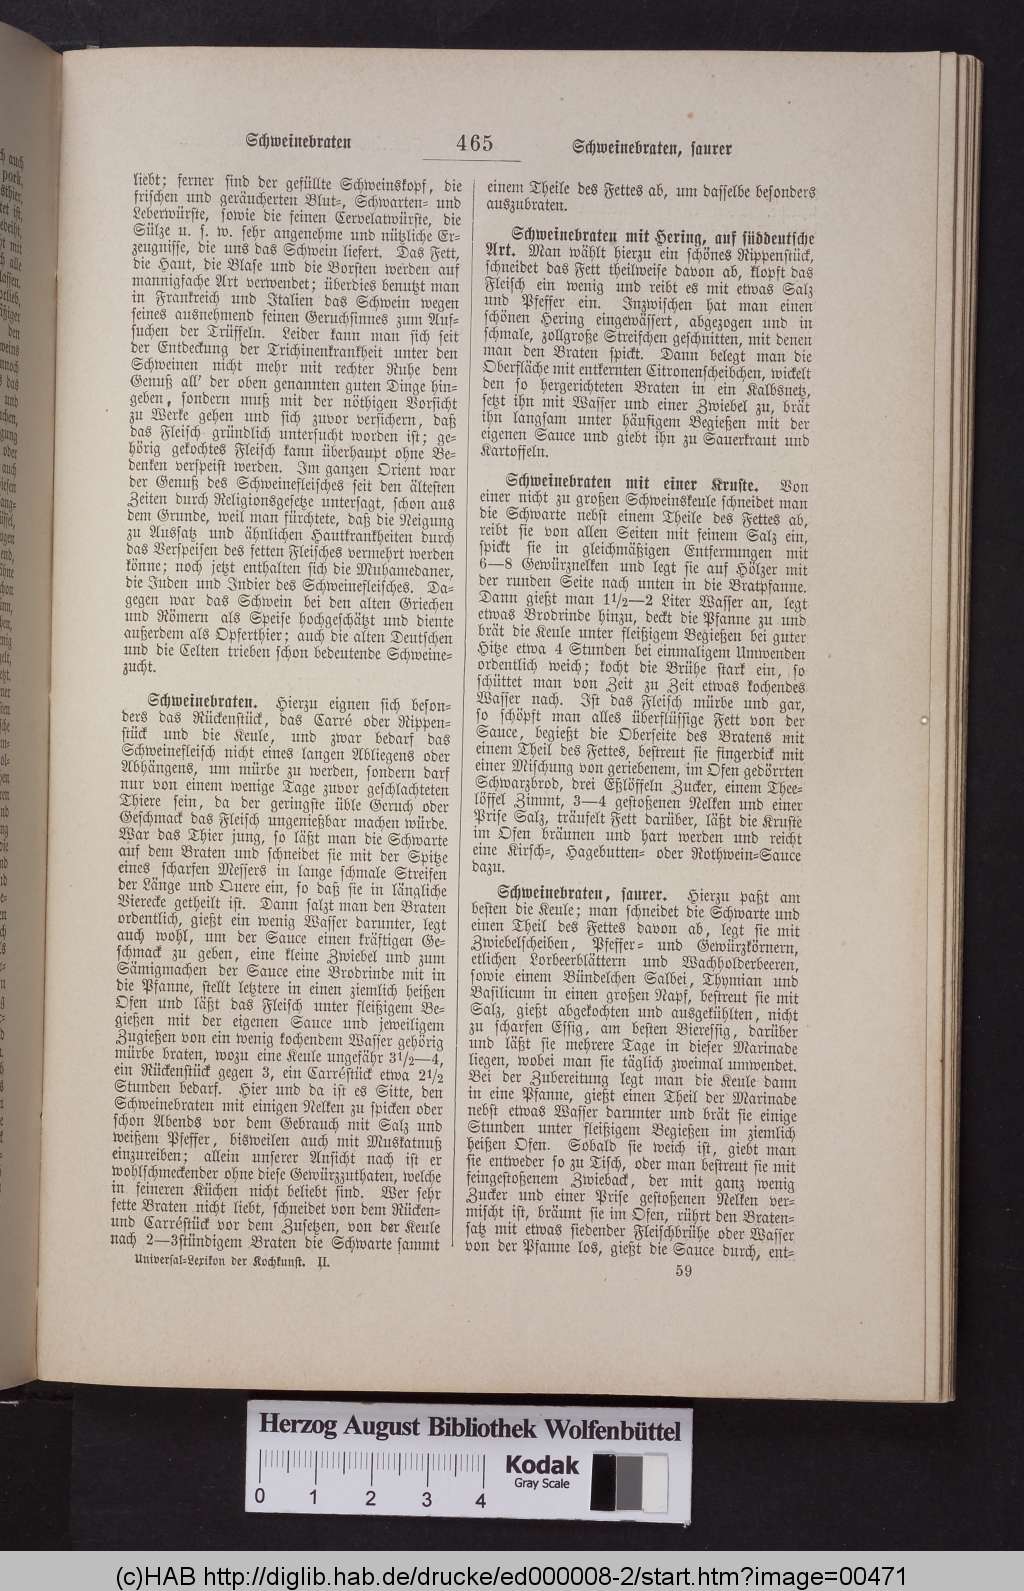 Schweinebraten 465 Schweinebraten, saurer
liebt; ferner sind der gefüllte Schweinskopf, die
frischen und geräucherten Blut-, Schwarten- und
Leberwürste, sowie die feinen Cervelatwürste, die
Sülze u. s. w. sehr angenehme und nützliche Er-
zeugnisse, die uns das Schwein liefert. Das Fett,
die Haut, die Blase und die Borsten werden auf
mannigfache Art verwendet; überdies benutzt man
in Frankreich und Italien das Schwein wegen
seines ausnehmend feinen Geruchsinnes zum Auf-
suchen der Trüffeln. Leider kann man sich seit
der Entdeckung der Trichinenkrankheit unter den
Schweinen nicht mehr mit rechter Ruhe dem
Genuß all' der oben genannten guten Dinge hin-
geben, sondern muß mit der nöthigen Vorsicht
zu Werke gehen und sich zuvor versichern, daß
das Fleisch gründlich untersucht worden ist; ge-
hörig gekochtes Fleisch kann überhaupt ohne Be-
denken verspeist werden. Im ganzen Orient war
der Genuß des Schweinefleisches seit den ältesten
Zeiten durch Religionsgesetze untersagt, schon aus
dem Grunde, weil man fürchtete, daß die Neigung
zu Aussatz und ähnlichen Hautkrankheiten durch
das Verspeisen des fetten Fleisches vermehrt werden
könne; noch jetzt enthalten sich die Muhamedaner,
die Juden und Indier des Schweinefleisches. Da-
gegen war das Schwein bei den alten Griechen
und Römern als Speise hochgeschätzt und diente
außerdem als Opferthier; auch die alten Deutschen
und die Celten trieben schon bedeutende Schweine-
zucht.
Schweinebraten. Hierzu eignen sich beson-
ders das Rückenstück, das Carré oder Rippen-
stück und die Keule, und zwar bedarf das
Schweinefleisch nicht eines langen Abliegens oder
Abhängens, um mürbe zu werden, sondern darf
nur von einem wenige Tage zuvor geschlachteten
Thiere sein, da der geringste üble Geruch oder
Geschmack das Fleisch ungenießbar machen würde.
War das Thier jung, so läßt man die Schwarte
auf dem Braten und schneidet sie mit der Spitze
eines scharfen Messers in lange schmale Streifen
der Länge und Quere ein, so daß sie in längliche
Vierecke getheilt ist. Dann salzt man den Braten
ordentlich, gießt ein wenig Wasser darunter, legt
auch wohl, um der Sauce einen kräftigen Ge-
schmack zu geben, eine kleine Zwiebel und zum
Sämigmachen der Sauce eine Brodrinde mit in
die Pfanne, stellt letztere in einen ziemlich heißen
Ofen und läßt das Fleisch unter fleißigem Be-
gießen mit der eigenen Sauce und jeweiligem
Zugießen von ein wenig kochendem Wasser gehörig
mürbe braten, wozu eine Keule ungefähr 3½—4,
ein Rückenstück gegen 3, ein Carréstück etwa 2½
Stunden bedarf. Hier und da ist es Sitte, den
Schweinebraten mit einigen Nelken zu spicken oder
schon Abends vor dem Gebrauch mit Salz und
weißem Pfeffer, bisweilen auch mit Muskatnuß
einzureiben; allein unserer Ansicht nach ist er
wohlschmeckender ohne diese Gewürzzuthaten, welche
in feineren Küchen nicht beliebt sind. Wer sehr
fette Braten nicht liebt, schneidet von dem Rücken-
und Carréstück vor dem Zusetzen, von der Keule
nach 2—3stündigem Braten die Schwarte sammt
Universal-Lexikon der Kochkunst. II.
einem Theile des Fettes ab, um dasselbe besonders
auszubraten.
Schweinebraten mit Hering, auf süddeutsche
Art. Man wählt hierzu ein schönes Rippenstück,
schneidet das Fett theilweise davon ab, klopft das
Fleisch ein wenig und reibt es mit etwas Salz
und Pfeffer ein. Inzwischen hat man einen
schönen Hering eingewässert, abgezogen und in
schmale, zollgroße Streifchen geschnitten, mit denen
man den Braten spickt. Dann belegt man die
Oberfläche mit entkernten Citronenscheibchen, wickelt
den so hergerichteten Braten in ein Kalbsnetz,
setzt ihn mit Wasser und einer Zwiebel zu, brät
ihn langsam unter häufigem Begießen mit der
eigenen Sauce und giebt ihn zu Sauerkraut und
Kartoffeln.
Schweinebraten mit einer Kruste. Von
einer nicht zu großen Schweinskeule schneidet man
die Schwarte nebst einem Theile des Fettes ab,
reibt sie von allen Seiten mit feinem Salz ein,
spickt sie in gleichmäßigen Entfernungen mit
6—8 Gewürznelken und legt sie auf Hölzer mit
der runden Seite nach unten in die Bratpfanne.
Dann gießt man 1½—2 Liter Wasser an, legt
etwas Brodrinde hinzu, deckt die Pfanne zu und
brät die Keule unter fleißigem Begießen bei guter
Hitze etwa 4 Stunden bei einmaligem Umwenden
ordentlich weich; kocht die Brühe stark ein, so
schüttet man von Zeit zu Zeit etwas kochendes
Wasser nach. Ist das Fleisch mürbe und gar,
so schöpft man alles überflüssige Fett von der
Sauce, begießt die Oberseite des Bratens mit
einem Theil des Fettes, bestreut sie fingerdick mit
einer Mischung von geriebenem, im Ofen gedörrten
Schwarzbrod, drei Eßlöffeln Zucker, einem Thee-
löffel Zimmt, 3—4 gestoßenen Nelken und einer
Prise Salz, träufelt Fett darüber, läßt die Kruste
im Ofen bräunen und hart werden und reicht
eine Kirsch-, Hagebutten- oder Rothwein-Sauce
dazu.
Schweinebraten, saurer. Hierzu paßt am
besten die Keule; man schneidet die Schwarte und
einen Theil des Fettes davon ab, legt sie mit
Zwiebelscheiben, Pfeffer- und Gewürzkörnern,
etlichen Lorbeerblättern und Wachholderbeeren,
sowie einem Bündelchen Salbei, Thymian und
Basilicum in einen großen Napf, bestreut sie mit
Salz, gießt abgekochten und ausgekühlten, nicht
zu scharfen Essig, am besten Bieressig, darüber
und läßt sie mehrere Tage in dieser Marinade
liegen, wobei man sie täglich zweimal umwendet.
Bei der Zubereitung legt man die Keule dann
in eine Pfanne, gießt einen Theil der Marinade
nebst etwas Wasser darunter und brät sie einige
Stunden unter fleißigem Begießen im ziemlich
heißen Ofen. Sobald sie weich ist, giebt man
sie entweder so zu Tisch, oder man bestreut sie mit
feingestoßenem Zwieback, der mit ganz wenig
Zucker und einer Prise gestoßenen Nelken ver-
mischt ist, bräunt sie im Ofen, rührt den Braten-
satz mit etwas siedender Fleischbrühe oder Wasser
von der Pfanne los, gießt die Sauce durch, ent-
59
Herzog August Bibliothek Wolfenbüttel
0 1 2 3 4
Kodak
Gray Scale
(c)HAB http://diglib.hab.de/drucke/ed000008-2/start.htm?image=00471